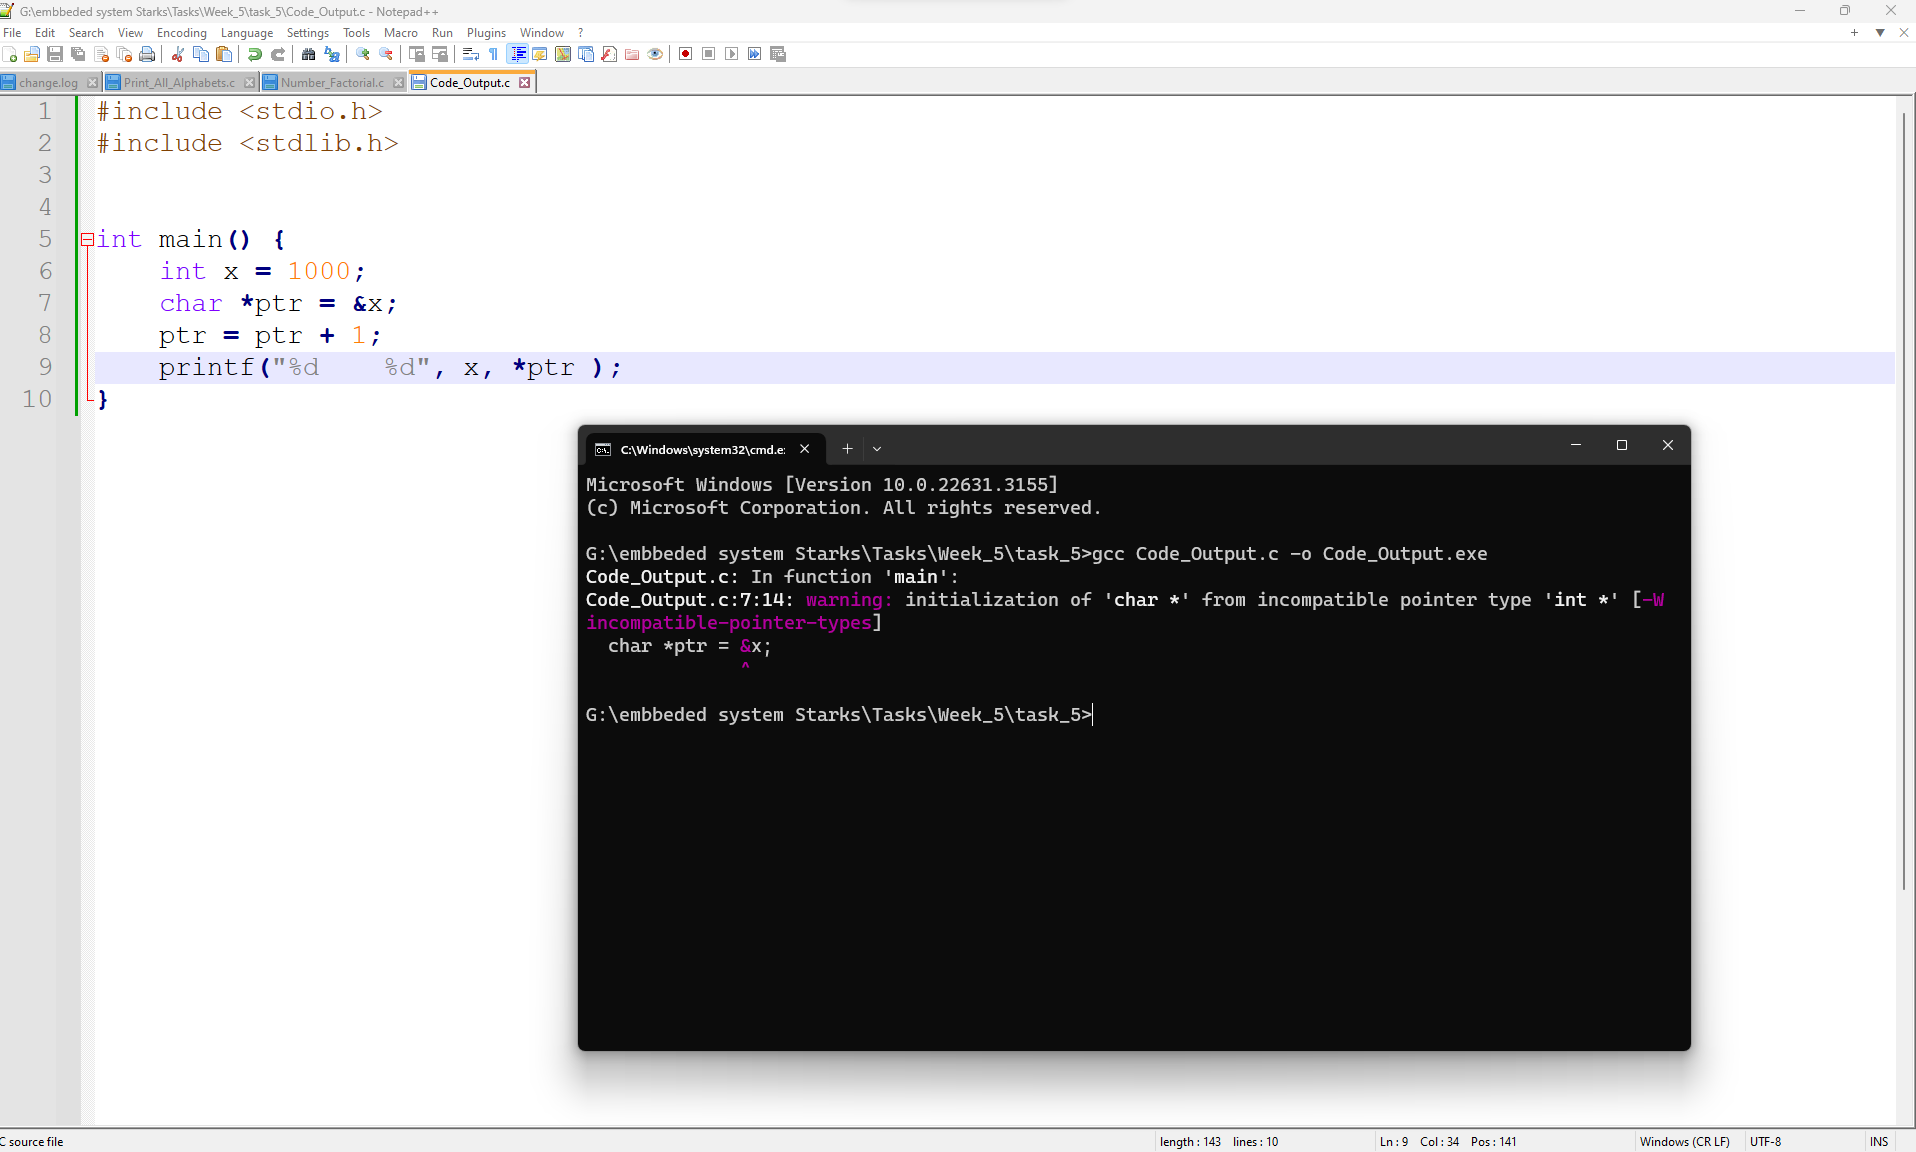 G:\embbeded system Starks\Tasks\Week_5\task_5\Code_Output.c - Notepad++
File Edit Search View Encoding Language Settings Tools Macro Run Plugins Window ?
change.log Print_All_Alphabets.c Number_Factorial.c Code_Output.c
1 #include <stdio.h>
2 #include <stdlib.h>
3
4
5 int main() {
6 int x = 1000;
7 char *ptr = &x;
8 ptr = ptr + 1;
9 printf("%d    %d", x, *ptr );
10 }
C:\Windows\system32\cmd.e:
Microsoft Windows [Version 10.0.22631.3155]
(c) Microsoft Corporation. All rights reserved.
G:\embbeded system Starks\Tasks\Week_5\task_5>gcc Code_Output.c -o Code_Output.exe
Code_Output.c: In function 'main':
Code_Output.c:7:14: warning: initialization of 'char *' from incompatible pointer type 'int *' [-W
incompatible-pointer-types]
char *ptr = &x;
^
G:\embbeded system Starks\Tasks\Week_5\task_5>
C source file length : 143 lines : 10 Ln : 9 Col : 34 Pos : 141 Windows (CR LF) UTF-8 INS